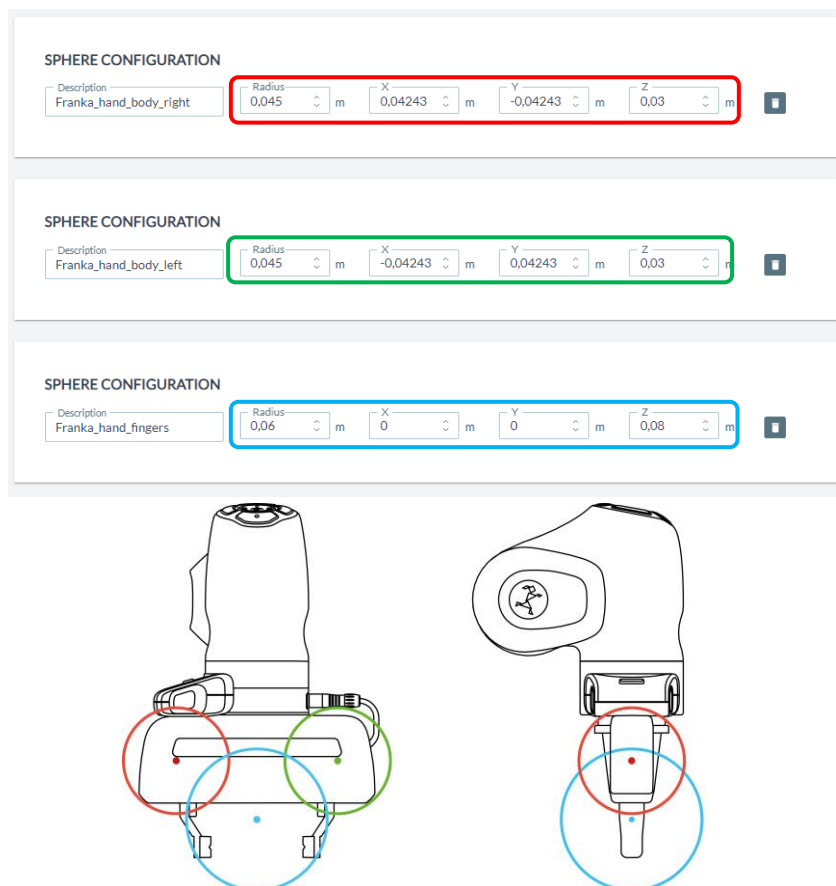 SPHERE CONFIGURATION
Description Radius X Y Z
Franka_hand_body_right 0,045 m 0,04243 m -0,04243 m 0,03 m
SPHERE CONFIGURATION
Description Radius X Y Z
Franka_hand_body_left 0,045 m -0,04243 m 0,04243 m 0,03 m
SPHERE CONFIGURATION
Description Radius X Y Z
Franka_hand_fingers 0,06 m 0 m 0 m 0,08 m